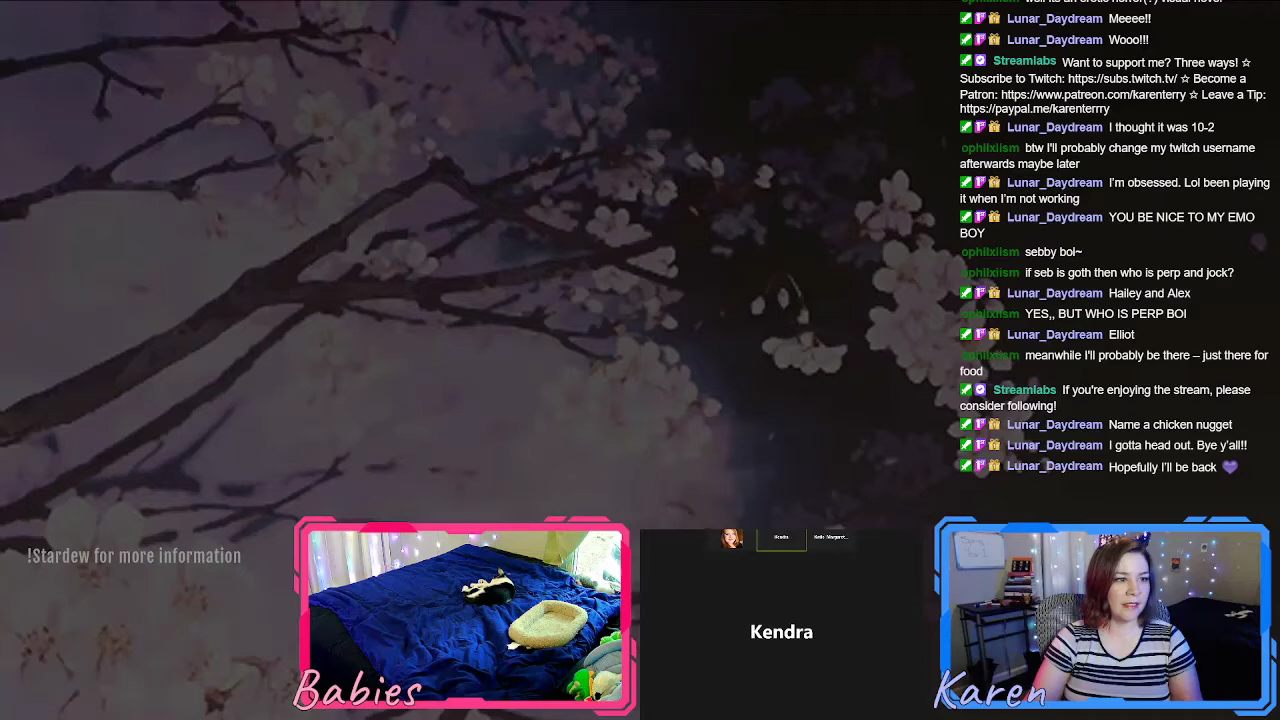 Lunar_Daydream Meeee!!
Lunar_Daydream Wooo!!!
Streamlabs Want to support me? Three ways! ☆
Subscribe to Twitch: https://subs.twitch.tv/ ☆ Become a
Patron: https://www.patreon.com/karenterry ☆ Leave a Tip:
https://paypal.me/karenterrry
Lunar_Daydream I thought it was 10-2
ophilxiism btw I'll probably change my twitch username
afterwards maybe later
Lunar_Daydream I'm obsessed. Lol been playing
it when I'm not working
Lunar_Daydream YOU BE NICE TO MY EMO
BOY
ophilxiism sebby boi~
ophilxiism if seb is goth then who is perp and jock?
Lunar_Daydream Hailey and Alex
ophilxiism YES,, BUT WHO IS PERP BOI
Lunar_Daydream Elliot
ophilxiism meanwhile I'll probably be there – just there for
food
Streamlabs If you're enjoying the stream, please
consider following!
Lunar_Daydream Name a chicken nugget
Lunar_Daydream I gotta head out. Bye y'all!!
Lunar_Daydream Hopefully I'll be back 💜
!Stardew for more information
Kendra
Kendra
Babies
Karen